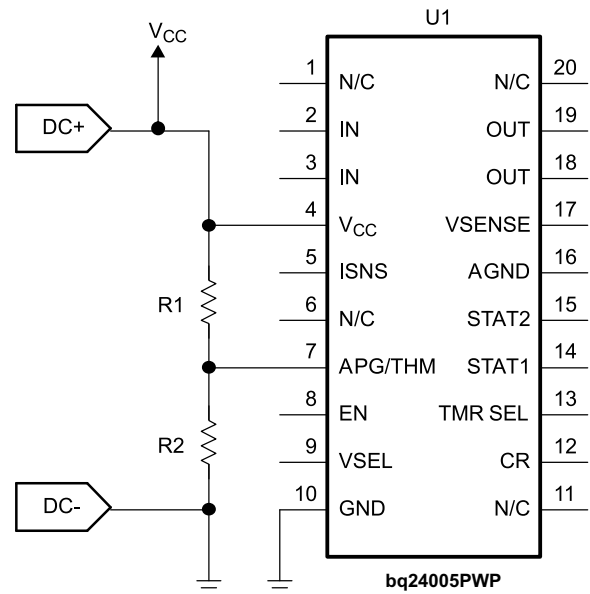 U1
VCC
DC+
1 N/C N/C 20
2 IN OUT 19
3 IN OUT 18
4 VCC VSENSE 17
5 ISNS AGND 16
R1
6 N/C STAT2 15
7 APG/THM STAT1 14
8 EN TMR SEL 13
R2
9 VSEL CR 12
DC-
10 GND N/C 11
bq24005PWP